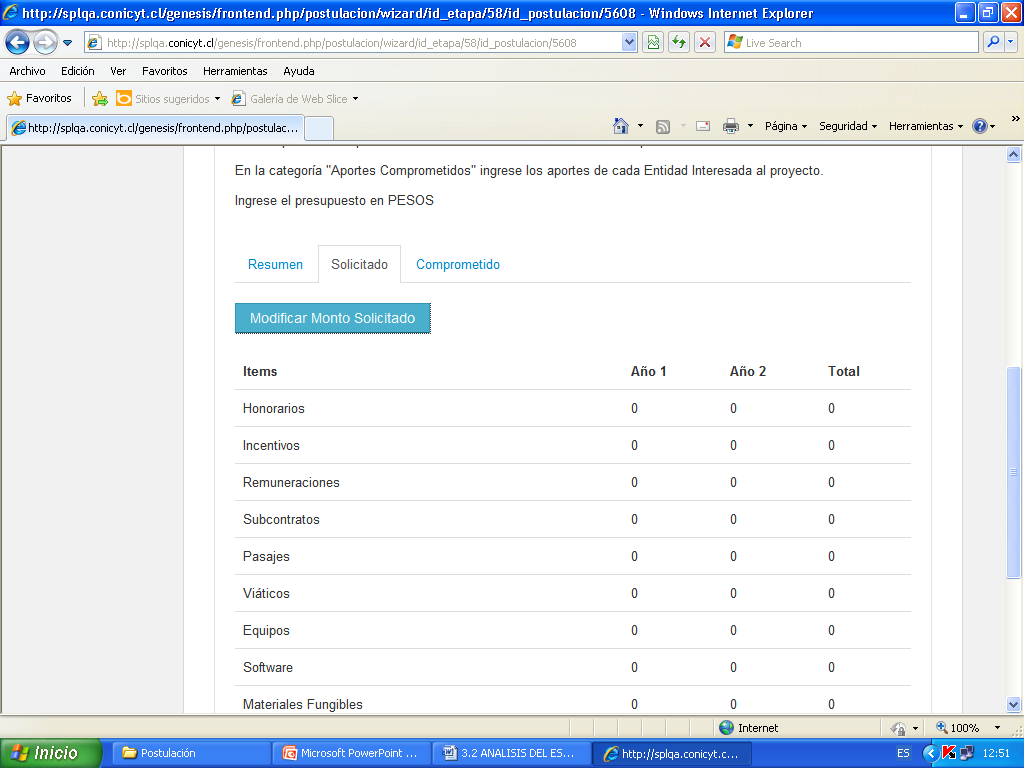 http://splqa.conicyt.cl/genesis/frontend.php/postulacion/wizard/id_etapa/58/id_postulacion/5608 - Windows Internet Explorer
http://splqa.conicyt.cl/genesis/frontend.php/postulacion/wizard/id_etapa/58/id_postulacion/5608
Live Search
Archivo Edición Ver Favoritos Herramientas Ayuda
Favoritos Sitios sugeridos Galería de Web Slice
http://splqa.conicyt.cl/genesis/frontend.php/postulac... Página Seguridad Herramientas
En la categoría "Aportes Comprometidos" ingrese los aportes de cada Entidad Interesada al proyecto.
Ingrese el presupuesto en PESOS
Resumen Solicitado Comprometido
Modificar Monto Solicitado
Items Año 1 Año 2 Total
Honorarios 0 0 0
Incentivos 0 0 0
Remuneraciones 0 0 0
Subcontratos 0 0 0
Pasajes 0 0 0
Viáticos 0 0 0
Equipos 0 0 0
Software 0 0 0
Materiales Fungibles 0 0 0
Internet 100%
Inicio Postulación Microsoft PowerPoint ... 3.2 ANALISIS DEL ES... http://splqa.conicyt.c... ES 12:51